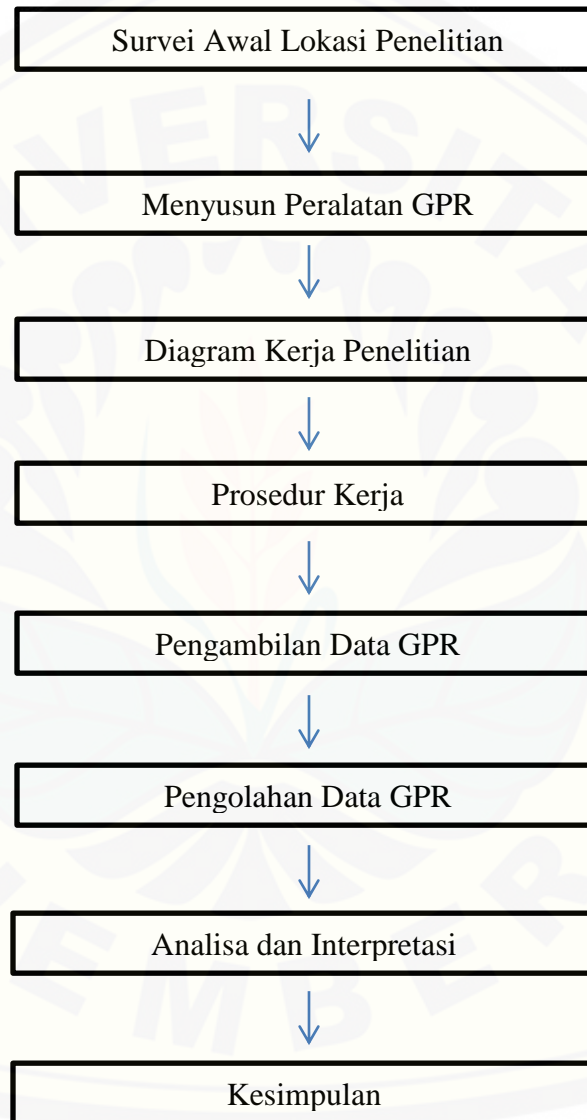 Survei Awal Lokasi Penelitian
Menyusun Peralatan GPR
Diagram Kerja Penelitian
Prosedur Kerja
Pengambilan Data GPR
Pengolahan Data GPR
Analisa dan Interpretasi
Kesimpulan